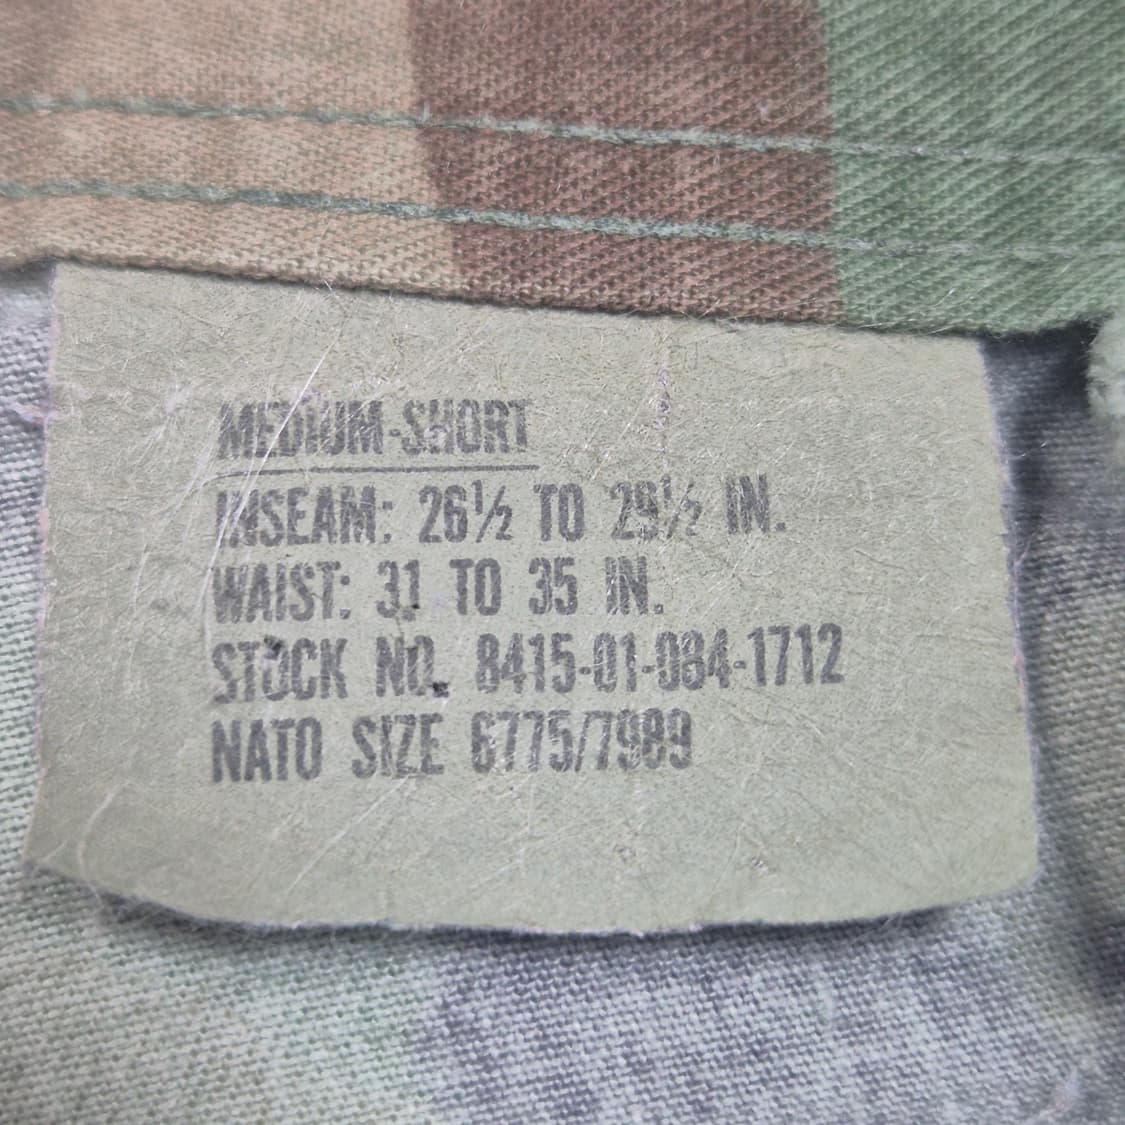 MEDIUM-SHORT
INSEAM: 26½ TO 29½ IN.
WAIST: 31 TO 35 IN.
STOCK NO. 8415-01-084-1712
NATO SIZE 6775/7989